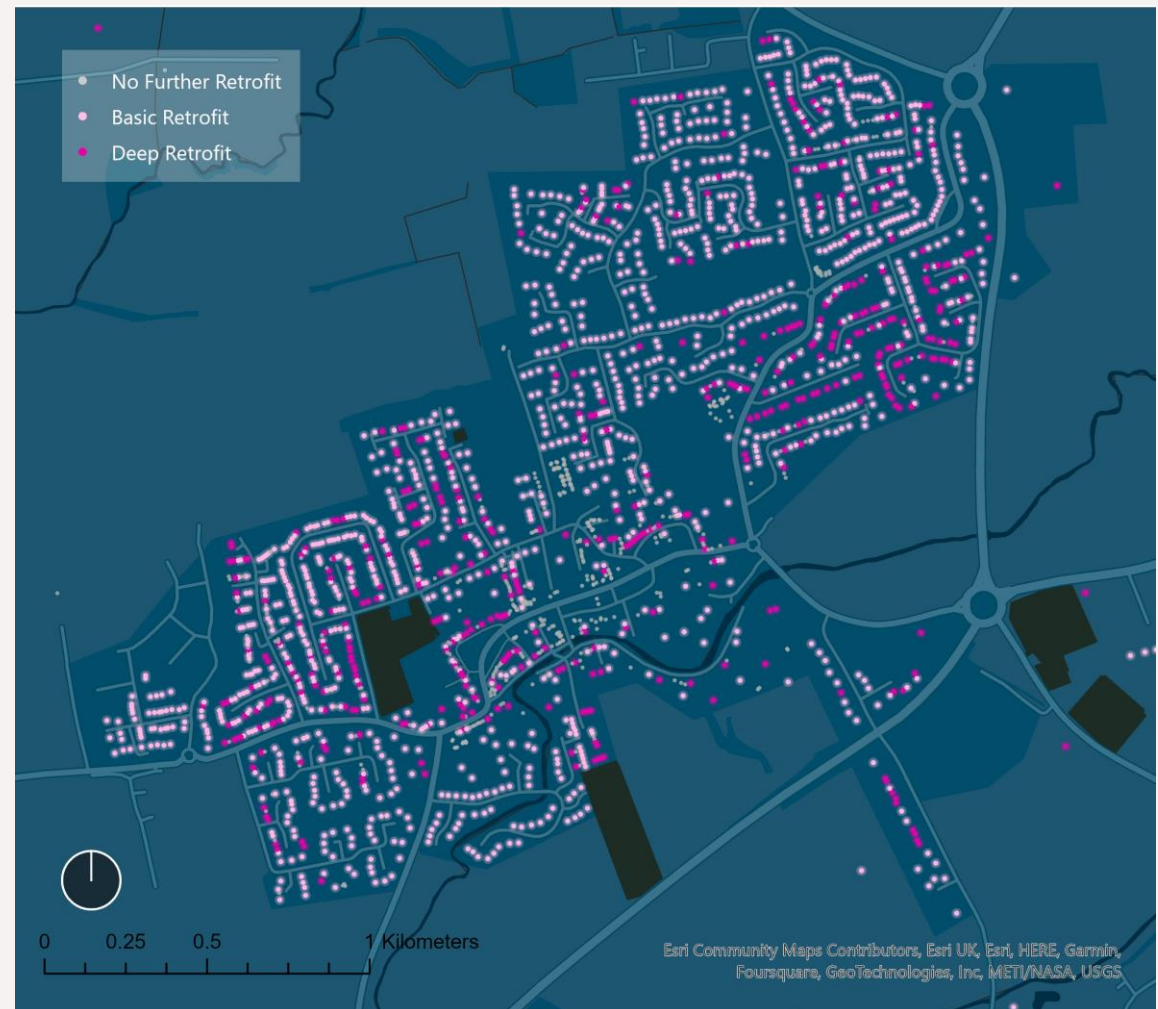 No Further Retrofit
Basic Retrofit
Deep Retrofit
0 0.25 0.5 1 Kilometers
Esri Community Maps Contributors, Esri UK, Esri, HERE, Garmin,
Foursquare, GeoTechnologies, Inc, METI/NASA, USGS